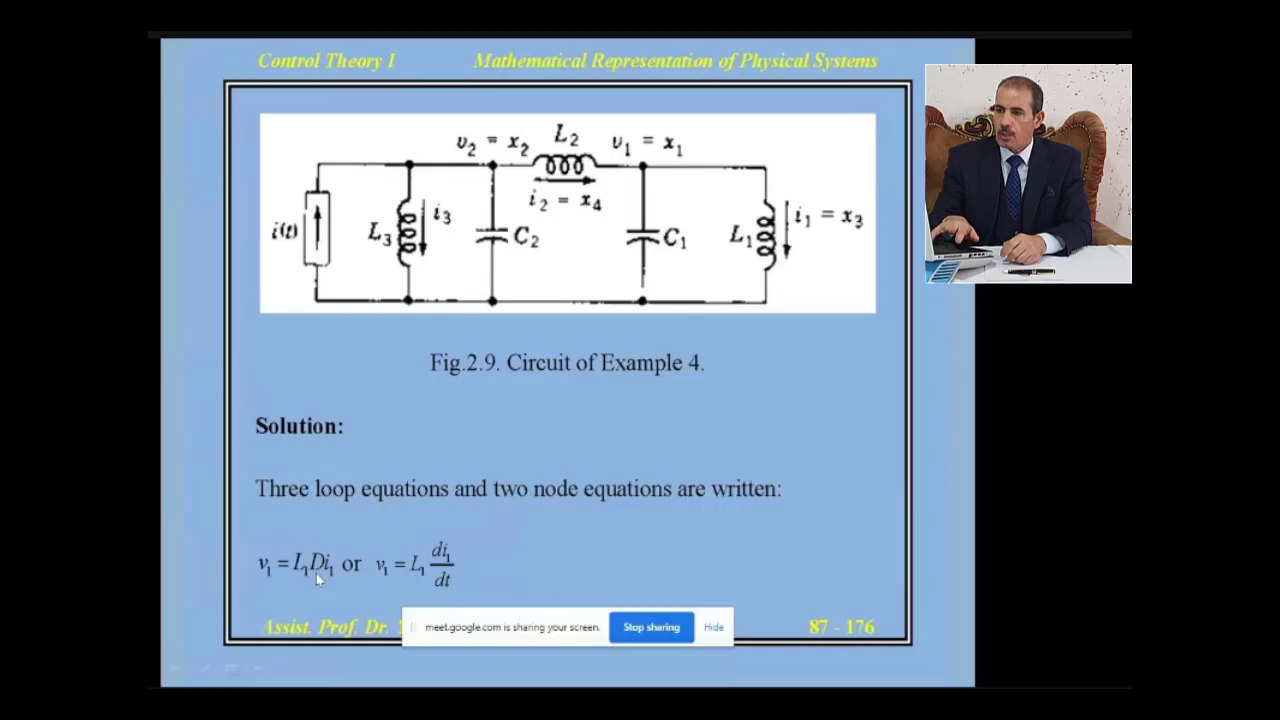 Control Theory I Mathematical Representation of Physical Systems
v₂ = x₂ L₂ v₁ = x₁
i₂ = x₄
i(t) L₃ i₃ C₂ C₁ L₁ i₁ = x₃
Fig.2.9. Circuit of Example 4.
Solution:
Three loop equations and two node equations are written:
v₁ = L₁Di₁ or v₁ = L₁ di₁/dt
Assist. Prof. Dr. 87 - 176
meet.google.com is sharing your screen. Stop sharing Hide